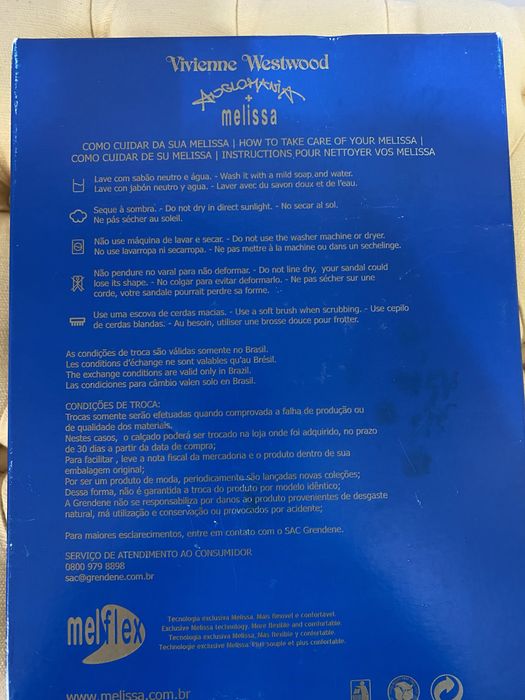 Vivienne Westwood
ANGLOMANIA
+
melissa
COMO CUIDAR DA SUA MELISSA | HOW TO TAKE CARE OF YOUR MELISSA |
COMO CUIDAR DE SU MELISSA | INSTRUCTIONS POUR NETTOYER VOS MELISSA
Lave com sabão neutro e água. - Wash it with a mild soap and water.
Lave con jabón neutro y agua. - Laver avec du savon doux et de l'eau.
Seque à sombra. - Do not dry in direct sunlight. - No secar al sol.
Ne pás sécher au soleil.
Não use máquina de lavar e secar. - Do not use the washer machine or dryer.
No use lavarropa ni secarropa. - Ne pas mettre à la machine ou dans un sechelinge.
Não pendure no varal para não deformar. - Do not line dry, your sandal could
lose its shape. - No colgar para evitar deformarlo. - Ne pas sécher sur une
corde, votre sandale pourrait perdre sa forme.
Use uma escova de cerdas macias. - Use a soft brush when scrubbing. - Use cepilo
de cerdas blandas. - Au besoin, utiliser une brosse douce pour frotter.
As condições de troca são válidas somente no Brasil.
Les conditions d'échange ne sont valables qu'au Brésil.
The exchange conditions are valid only in Brazil.
Las condiciones para câmbio valen solo en Brasil.
CONDIÇÕES DE TROCA:
Trocas somente serão efetuadas quando comprovada a falha de produção ou
de qualidade dos materiais.
Nestes casos, o calçado poderá ser trocado na loja onde foi adquirido, no prazo
de 30 dias a partir da data de compra;
Para facilitar , leve a nota fiscal da mercadoria e o produto dentro de sua
embalagem original;
Por ser um produto de moda, periodicamente são lançadas novas coleções;
Dessa forma, não é garantida a troca do produto por modelo idêntico;
A Grendene não se responsabiliza por danos ao produto provenientes de desgaste
natural, má utilização e conservação ou provocados por acidente;
Para maiores esclarecimentos, entre em contato com o SAC Grendene.
SERVIÇO DE ATENDIMENTO AO CONSUMIDOR
0800 979 8898
sac@grendene.com.br
melflex
Tecnologia exclusiva Melissa. Mais flexível e confortável.
Exclusive Melissa technology. More flexible and comfortable.
Tecnologia exclusiva Melissa. Mas flexible y confortable.
Technologie exclusive Melissa. Plus souple et plus confortable.
www.melissa.com.br